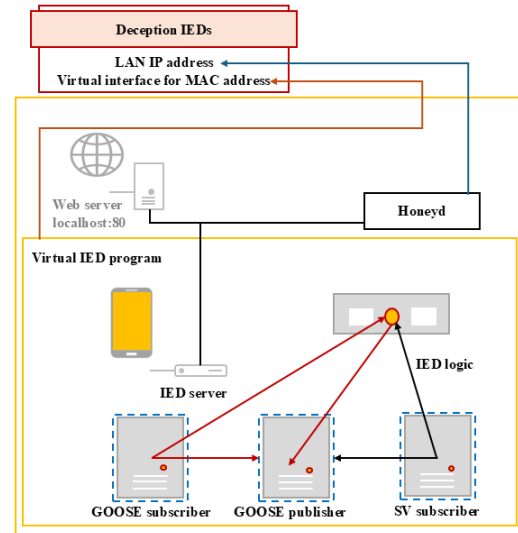 Deception IEDs
LAN IP address
Virtual interface for MAC address
Web server
localhost:80
Honeyd
Virtual IED program
IED logic
IED server
GOOSE subscriber
GOOSE publisher
SV subscriber